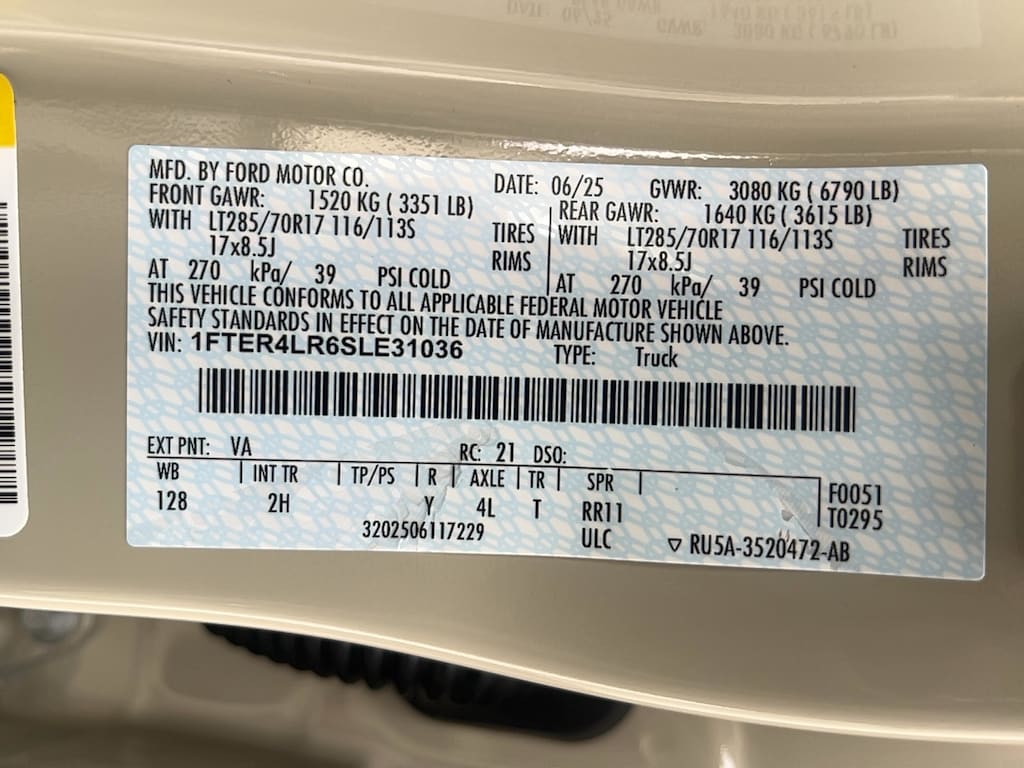 MFD. BY FORD MOTOR CO. DATE: 06/25 GVWR: 3080 KG ( 6790 LB)
FRONT GAWR: 1520 KG ( 3351 LB) REAR GAWR: 1640 KG ( 3615 LB)
WITH LT285/70R17 116/113S TIRES WITH LT285/70R17 116/113S TIRES
17x8.5J RIMS 17x8.5J RIMS
AT 270 kPa/ 39 PSI COLD AT 270 kPa/ 39 PSI COLD
THIS VEHICLE CONFORMS TO ALL APPLICABLE FEDERAL MOTOR VEHICLE
SAFETY STANDARDS IN EFFECT ON THE DATE OF MANUFACTURE SHOWN ABOVE.
VIN: 1FTER4LR6SLE31036 TYPE: Truck
EXT PNT: VA RC: 21 DSO:
WB INT TR TP/PS R AXLE TR SPR
128 2H Y 4L T RR11
F0051
T0295
3202506117229 ULC ▽ RU5A-3520472-AB